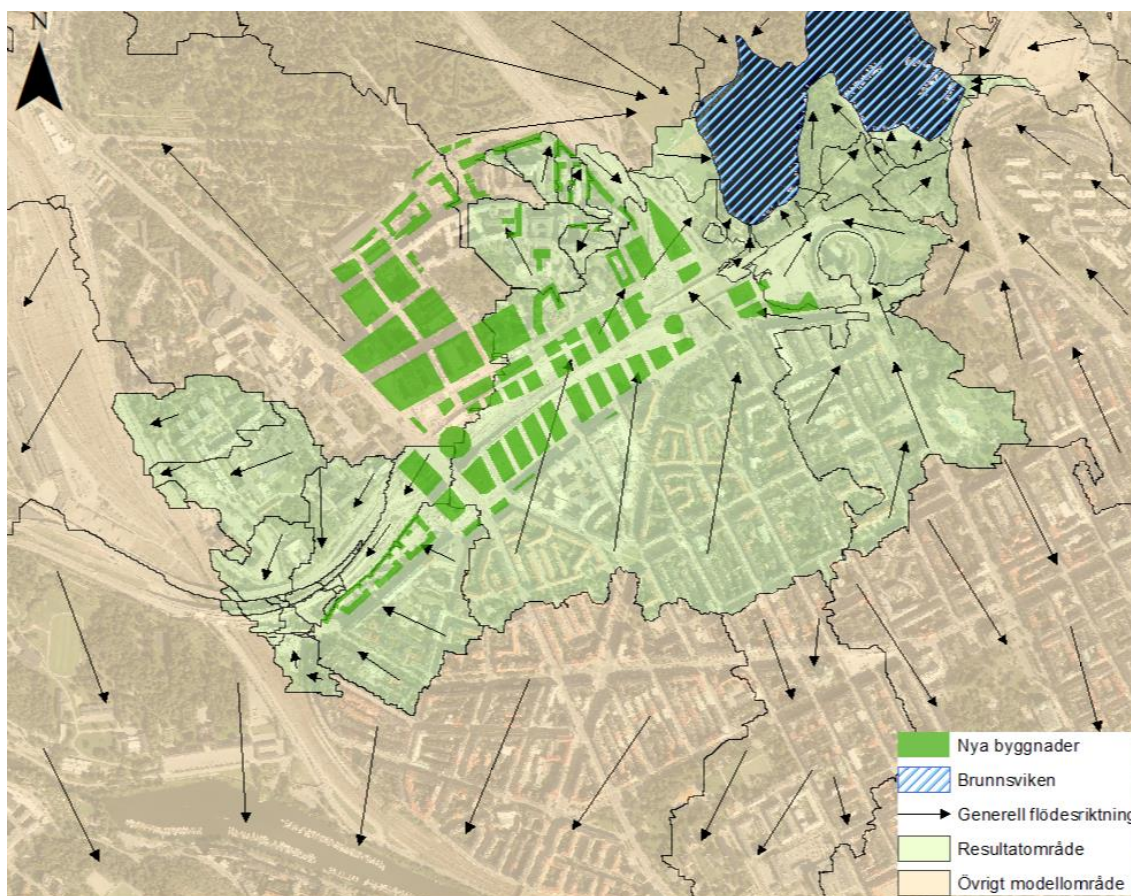 N
Nya byggnader
Brunnsviken
Generell flödesriktning
Resultatområde
Övrigt modellområde